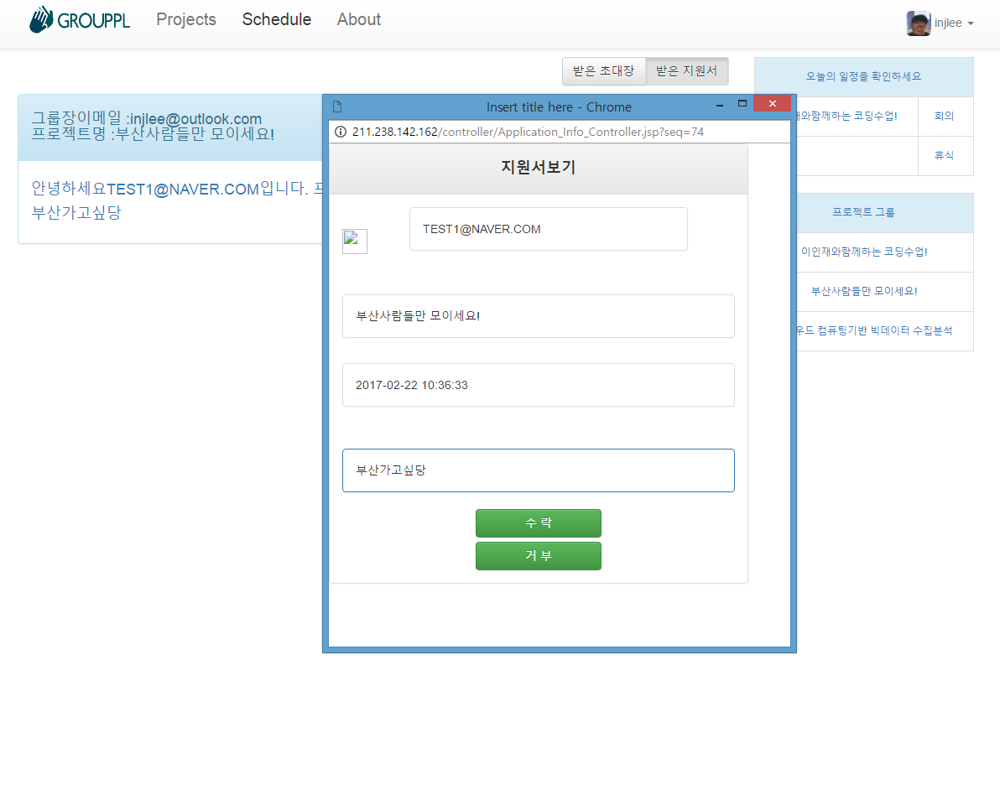 GROUPPL Projects Schedule About injlee
받은 초대장 받은 지원서
그룹장이메일 :injlee@outlook.com
프로젝트명 :부산사람들만 모이세요!
안녕하세요TEST1@NAVER.COM입니다.
부산가고싶당
Insert title here - Chrome
211.238.142.162/controller/Application_Info_Controller.jsp?seq=74
지원서보기
TEST1@NAVER.COM
부산사람들만 모이세요!
2017-02-22 10:36:33
부산가고싶당
수 락
거 부
오늘의 일정을 확인하세요
와함께하는 코딩수업! 회의
휴식
프로젝트 그룹
이인재와함께하는 코딩수업!
부산사람들만 모이세요!
우드 컴퓨팅기반 빅데이터 수집분석